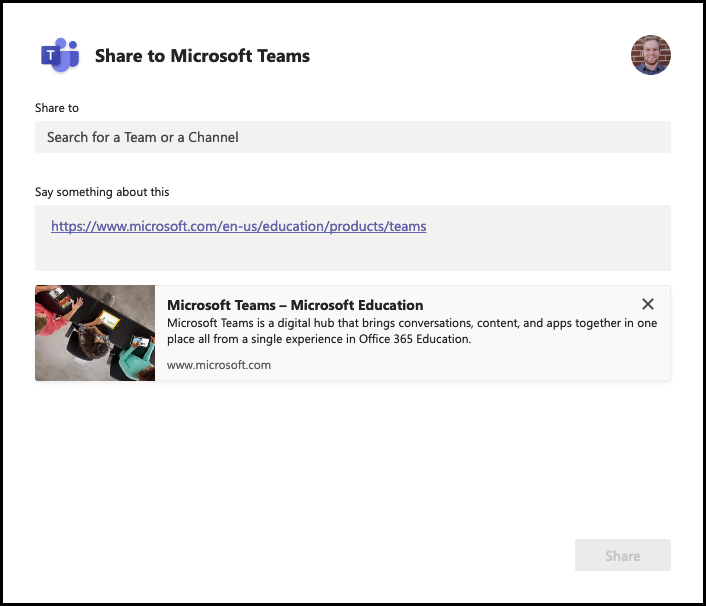 T
Share to Microsoft Teams
Share to
Search for a Team or a Channel
Say something about this
https://www.microsoft.com/en-us/education/products/teams
Microsoft Teams – Microsoft Education
Microsoft Teams is a digital hub that brings conversations, content, and apps together in one
place all from a single experience in Office 365 Education.
www.microsoft.com
Share